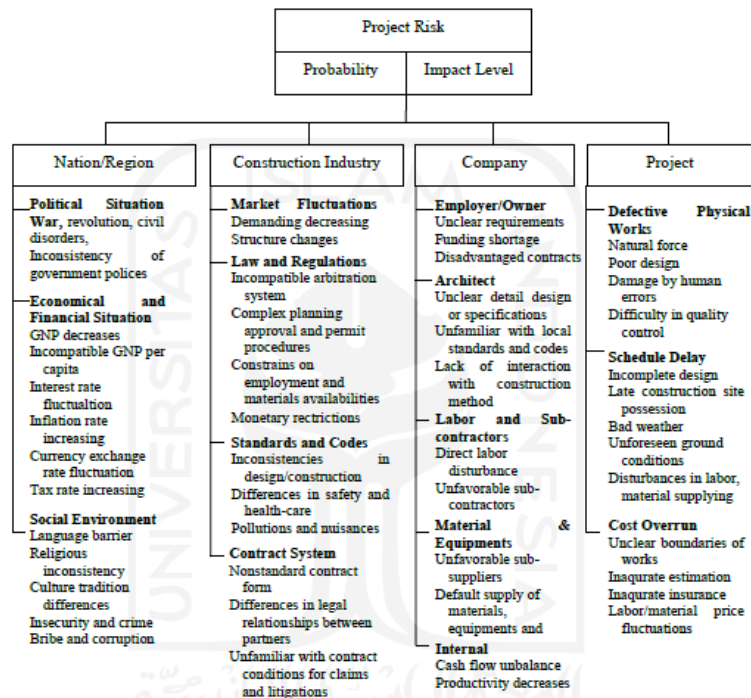 Project Risk
Probability
Impact Level
Nation/Region
Construction Industry
Company
Project
Political Situation
War, revolution, civil
disorders,
Inconsistency of
government polices
Economical and
Financial Situation
GNP decreases
Incompatible GNP per
capita
Interest rate
fluctualtion
Inflation rate
increasing
Currency exchange
rate fluctuation
Tax rate increasing
Social Environment
Language barrier
Religious
inconsistency
Culture tradition
differences
Insecurity and crime
Bribe and corruption
Market Fluctuations
Demanding decreasing
Structure changes
Law and Regulations
Incompatible arbitration
system
Complex planning
approval and permit
procedures
Constrains on
employment and
materials availabilities
Monetary rectrictions
Standards and Codes
Inconsistencies in
design/construction
Differences in safety and
health-care
Pollutions and nuisances
Contract System
Nonstandard contract
form
Differences in legal
relationships between
partners
Unfamiliar with contract
conditions for claims
and litigations
Employer/Owner
Unclear requirements
Funding shortage
Disadvantaged contracts
Architect
Unclear detail design
or specifications
Unfamiliar with local
standards and codes
Lack of interaction
with construction
method
Labor and Sub-
contractors
Direct labor
disturbance
Unfavorable sub-
contractors
Material &
Equipments
Unfavorable sub-
suppliers
Default supply of
materials,
equipments and
Internal
Cash flow unbalance
Productivity decreases
Defective Physical
Works
Natural force
Poor design
Damage by human
errors
Difficulty in quality
control
Schedule Delay
Incomplete design
Late construction site
possession
Bad weather
Unforeseen ground
conditions
Disturbances in labor,
material supplying
Cost Overrun
Unclear boundaries of
works
Inaqurate estimation
Inaqurate insurance
Labor/material price
fluctuations
ISLAM
UNIVERSITAS
INDONESIA